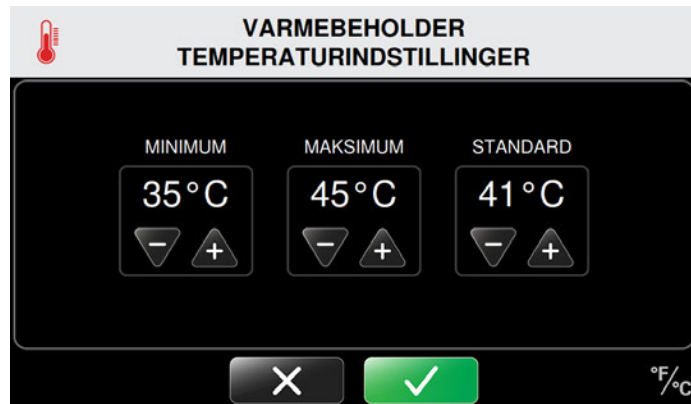 VARMEBEHOLDER
TEMPERATURINDSTILLINGER
MINIMUM MAKSIMUM STANDARD
35°C 45°C 41°C
− + − + − +
°F/°C